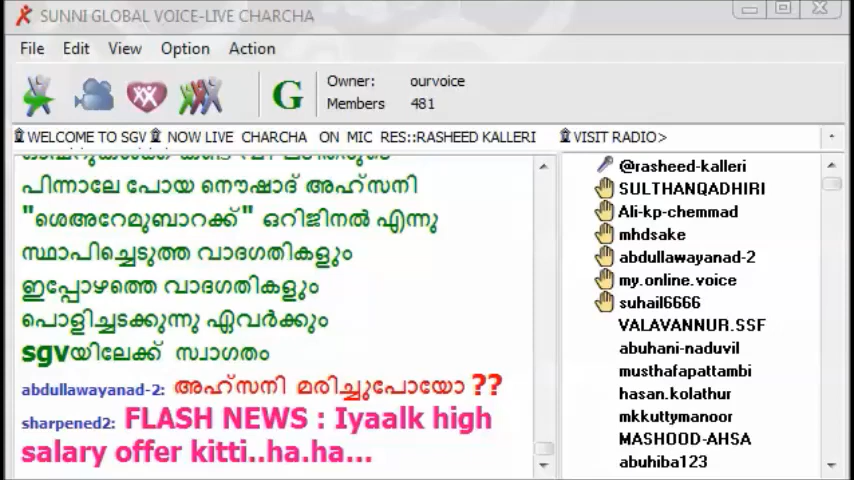 SUNNI GLOBAL VOICE-LIVE CHARCHA
File Edit View Option Action
G
Owner: ourvoice
Members 481
WELCOME TO SGV NOW LIVE CHARCHA ON MIC RES::RASHEED KALLERI VISIT RADIO>
പിന്നാലേ പോയ നൌഷാദ് അഹ്സനി
"ശെഅറേമുബാറക്ക്" ഒറിജിനൽ എന്നു
സ്ഥാപിച്ചെടുത്ത വാദഗതികളും
ഇപ്പോഴത്തെ വാദഗതികളും
പൊളിച്ചടക്കുന്നു ഏവർക്കും
sgvയിലേക്ക് സ്വാഗതം
abdullawayanad-2: അഹ്സനി മരിച്ചുപോയോ ??
sharpened2: FLASH NEWS : Iyaalk high
salary offer kitti..ha.ha...
@rasheed-kalleri
SULTHANQADHIRI
Ali-kp-chemmad
mhdsake
abdullawayanad-2
my.online.voice
suhail6666
VALAVANNUR.SSF
abuhani-naduvil
musthafapattambi
hasan.kolathur
mkkuttymanoor
MASHOOD-AHSA
abuhiba123